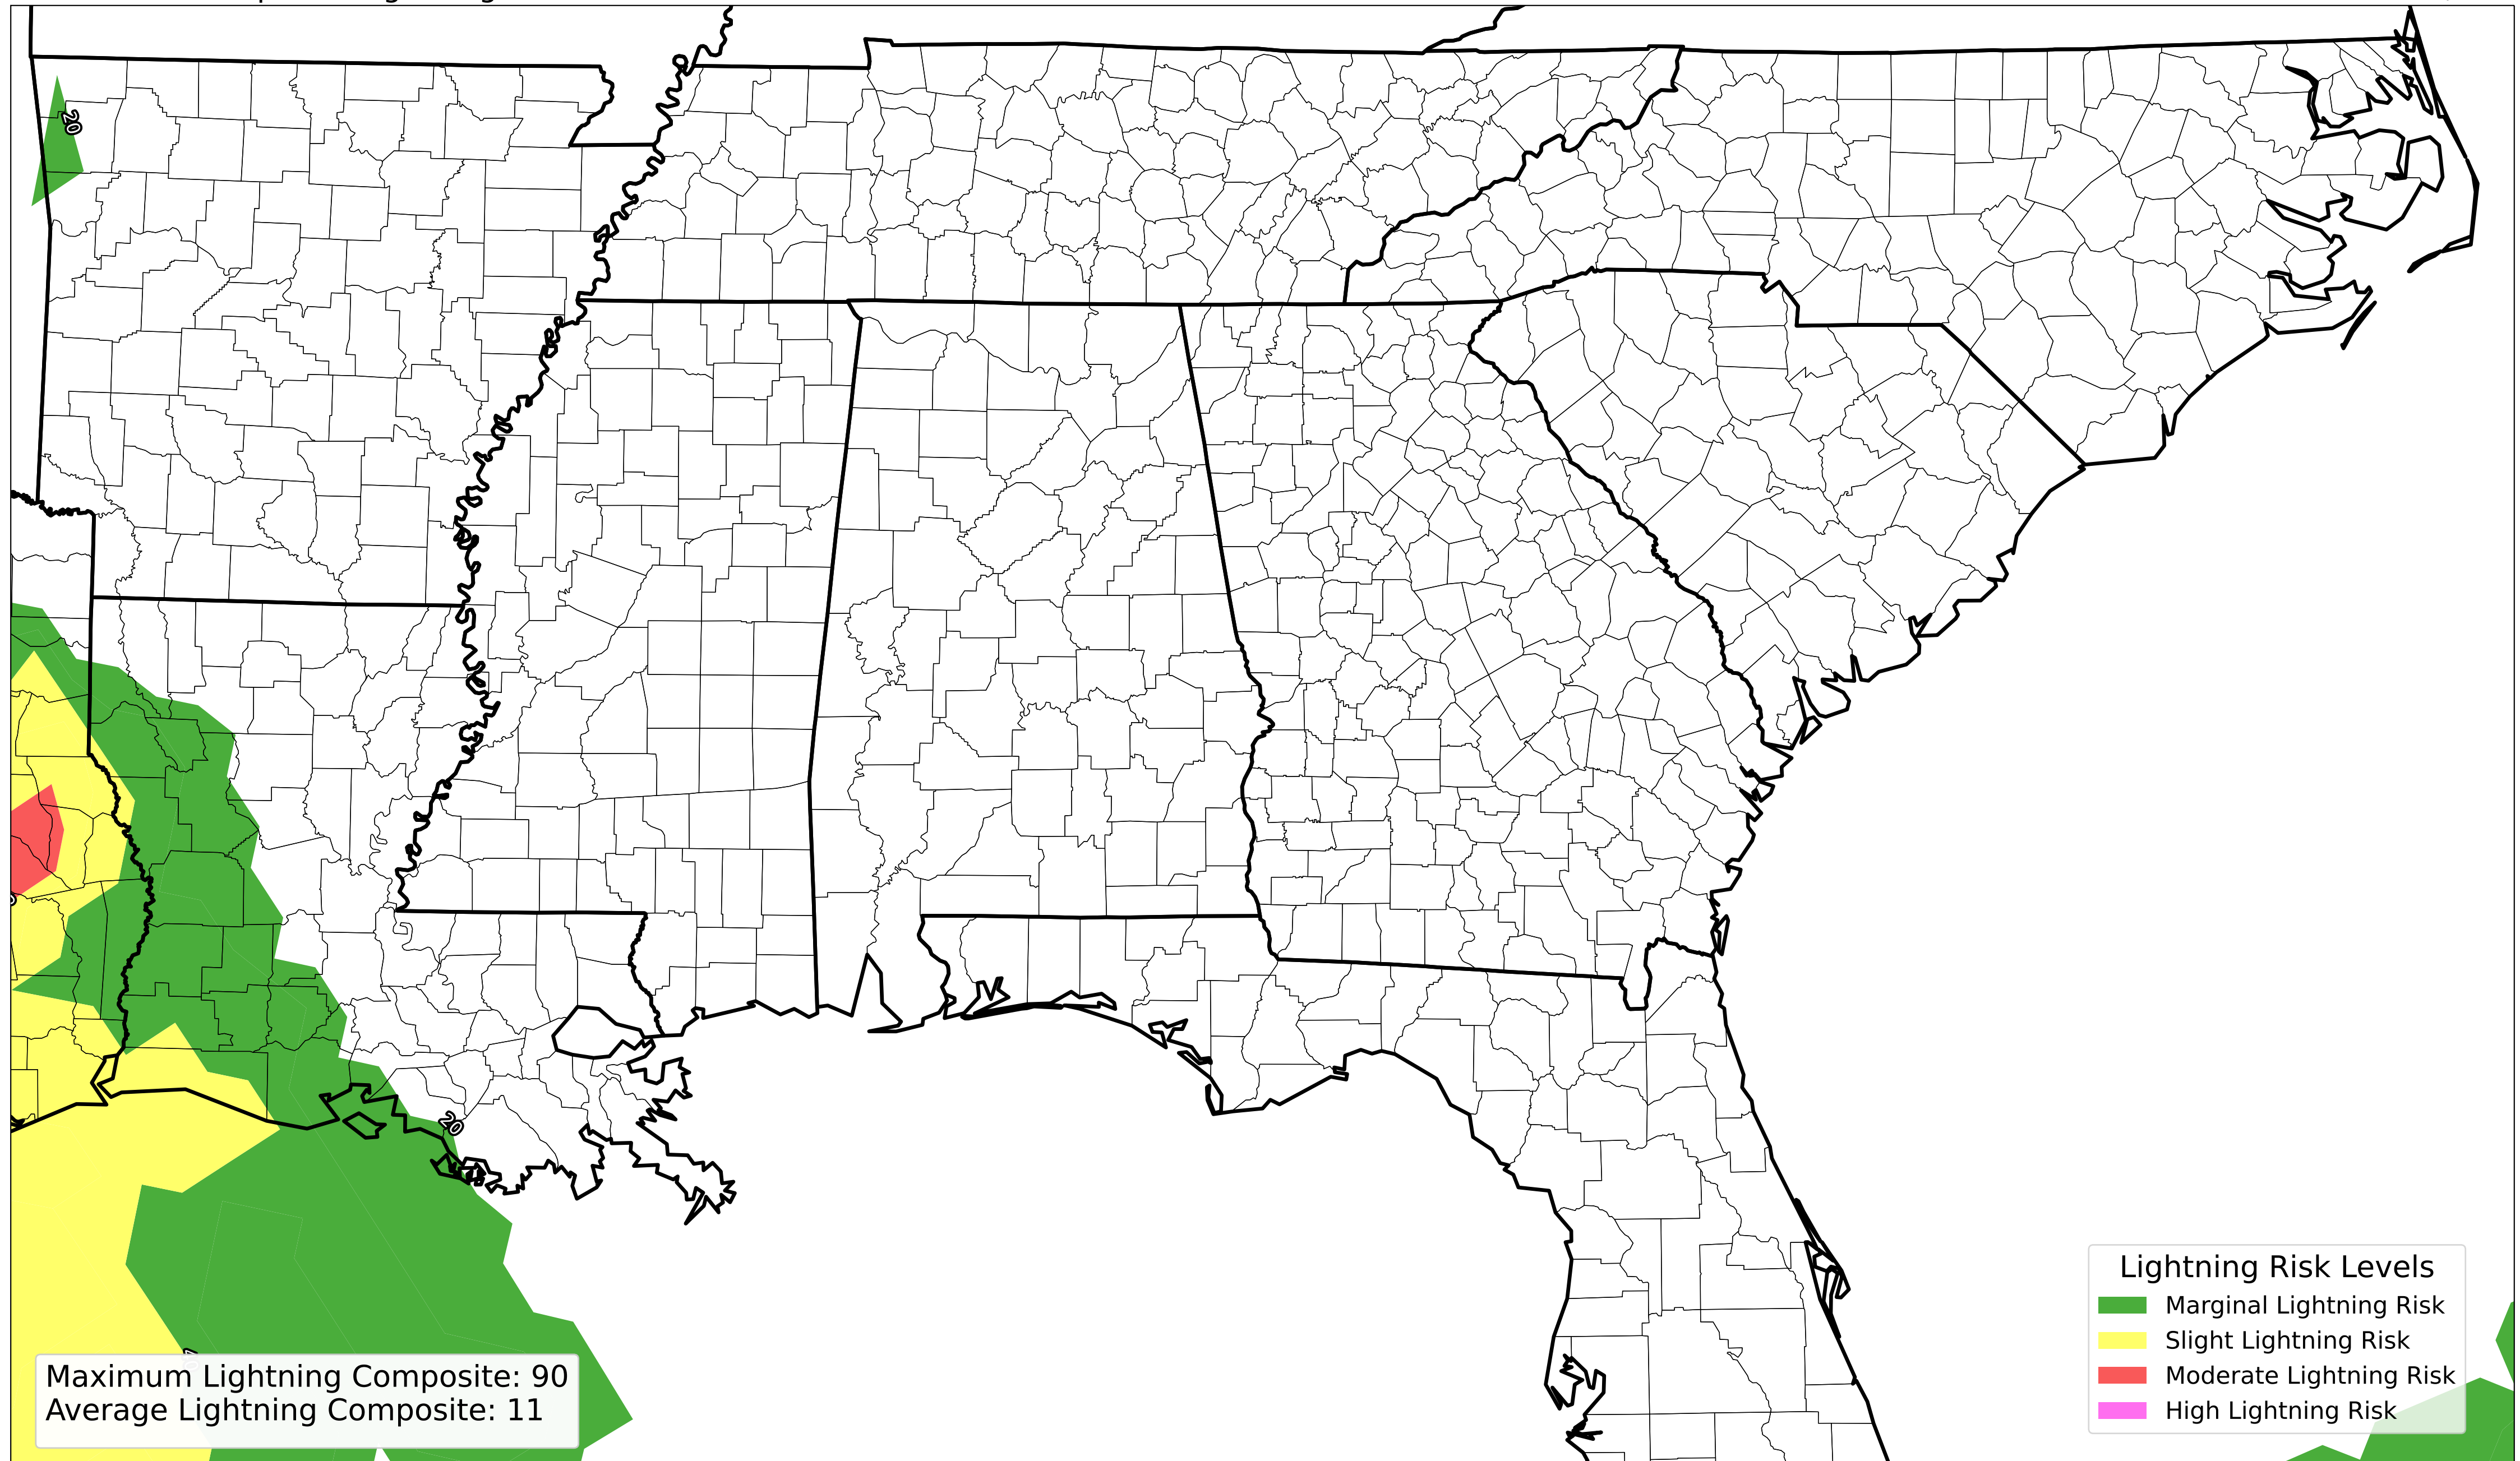 20
20
Maximum Lightning Composite: 90
Average Lightning Composite: 11
Lightning Risk Levels
Marginal Lightning Risk
Slight Lightning Risk
Moderate Lightning Risk
High Lightning Risk